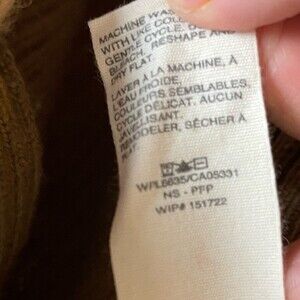 MACHINE WAS
WITH LIKE COLO
GENTLE CYCLE.
BLEACH. RESHAPE AND
DRY FLAT.
LAVER À LA MACHINE, À
L'EAU FROIDE,
COULEURS SEMBLABLES,
CYCLE DÉLICAT. AUCUN
JAVELLISANT.
REMODELER, SÉCHER À
PLAT.
WPL6635/CA05331
NS - PFP
WIP# 151722